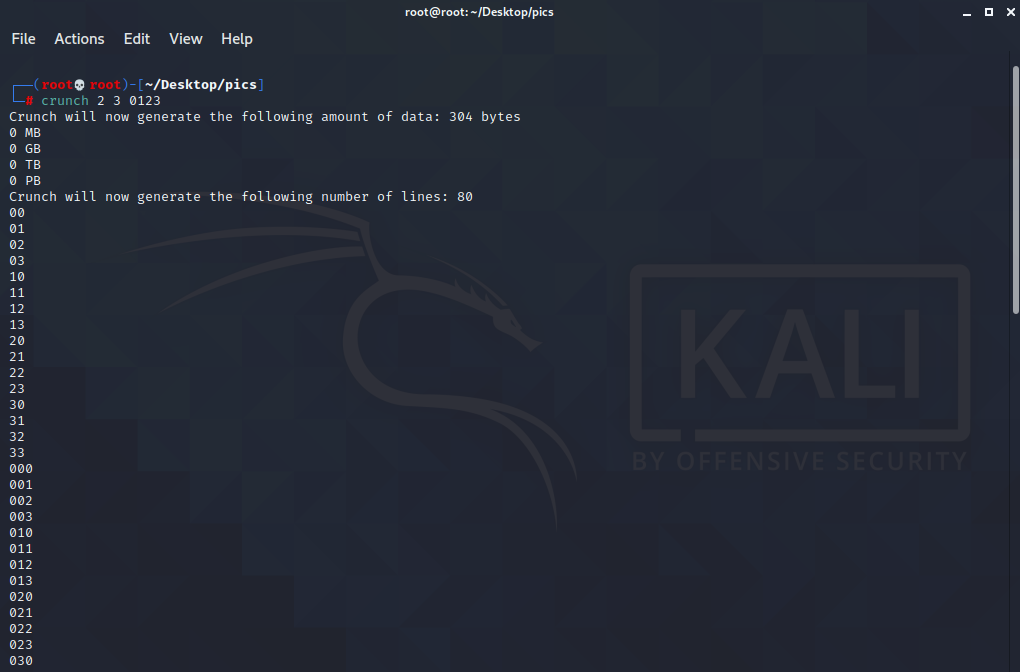 root@root: ~/Desktop/pics
File Actions Edit View Help
(root💀root)-[~/Desktop/pics]
# crunch 2 3 0123
Crunch will now generate the following amount of data: 304 bytes
0 MB
0 GB
0 TB
0 PB
Crunch will now generate the following number of lines: 80
00
01
02
03
10
11
12
13
20
21
22
23
30
31
32
33
000
001
002
003
010
011
012
013
020
021
022
023
030
KALI
BY OFFENSIVE SECURITY